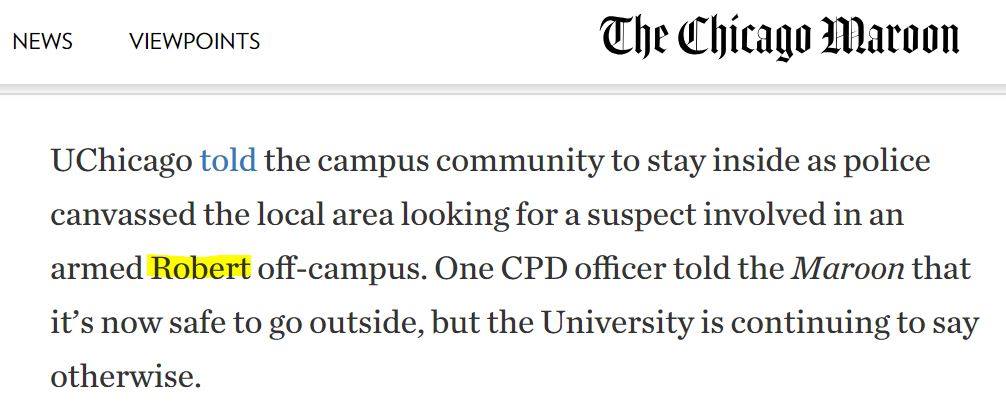 NEWS VIEWPOINTS The Chicago Maroon
UChicago told the campus community to stay inside as police
canvassed the local area looking for a suspect involved in an
armed Robert off-campus. One CPD officer told the Maroon that
it’s now safe to go outside, but the University is continuing to say
otherwise.